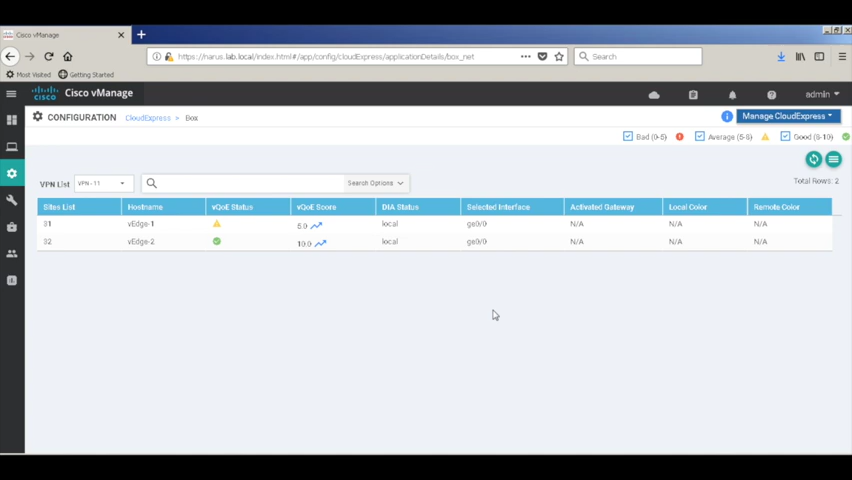 Cisco vManage
https://narus.lab.local/index.html#/app/config/cloudExpress/applicationDetails/box_net
Search
Most Visited
Getting Started
cisco
Cisco vManage
admin
CONFIGURATION
CloudExpress > Box
Manage CloudExpress
Bad (0-5)
Average (5-8)
Good (8-10)
VPN List
VPN - 11
Search Options
Total Rows: 2
Sites List Hostname vQoE Status vQoE Score DIA Status Selected Interface Activated Gateway Local Color Remote Color
31 vEdge-1 5.0 local ge0/0 N/A N/A N/A
32 vEdge-2 10.0 local ge0/0 N/A N/A N/A